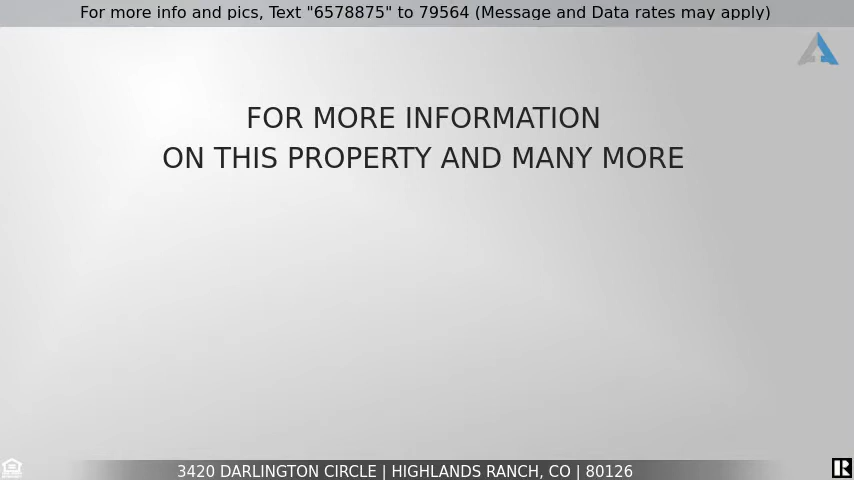 For more info and pics, Text "6578875" to 79564 (Message and Data rates may apply)
FOR MORE INFORMATION
ON THIS PROPERTY AND MANY MORE
3420 DARLINGTON CIRCLE | HIGHLANDS RANCH, CO | 80126